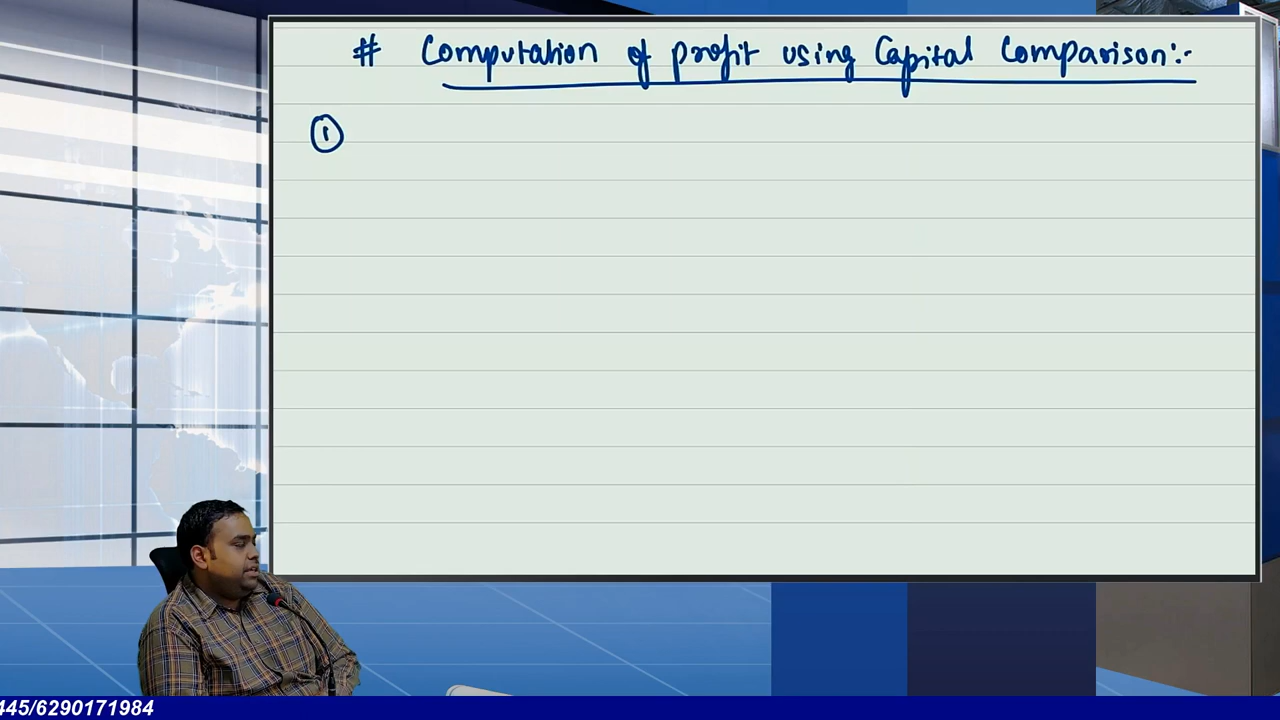 # Computation of profit using Capital Comparison:-
①
445/6290171984